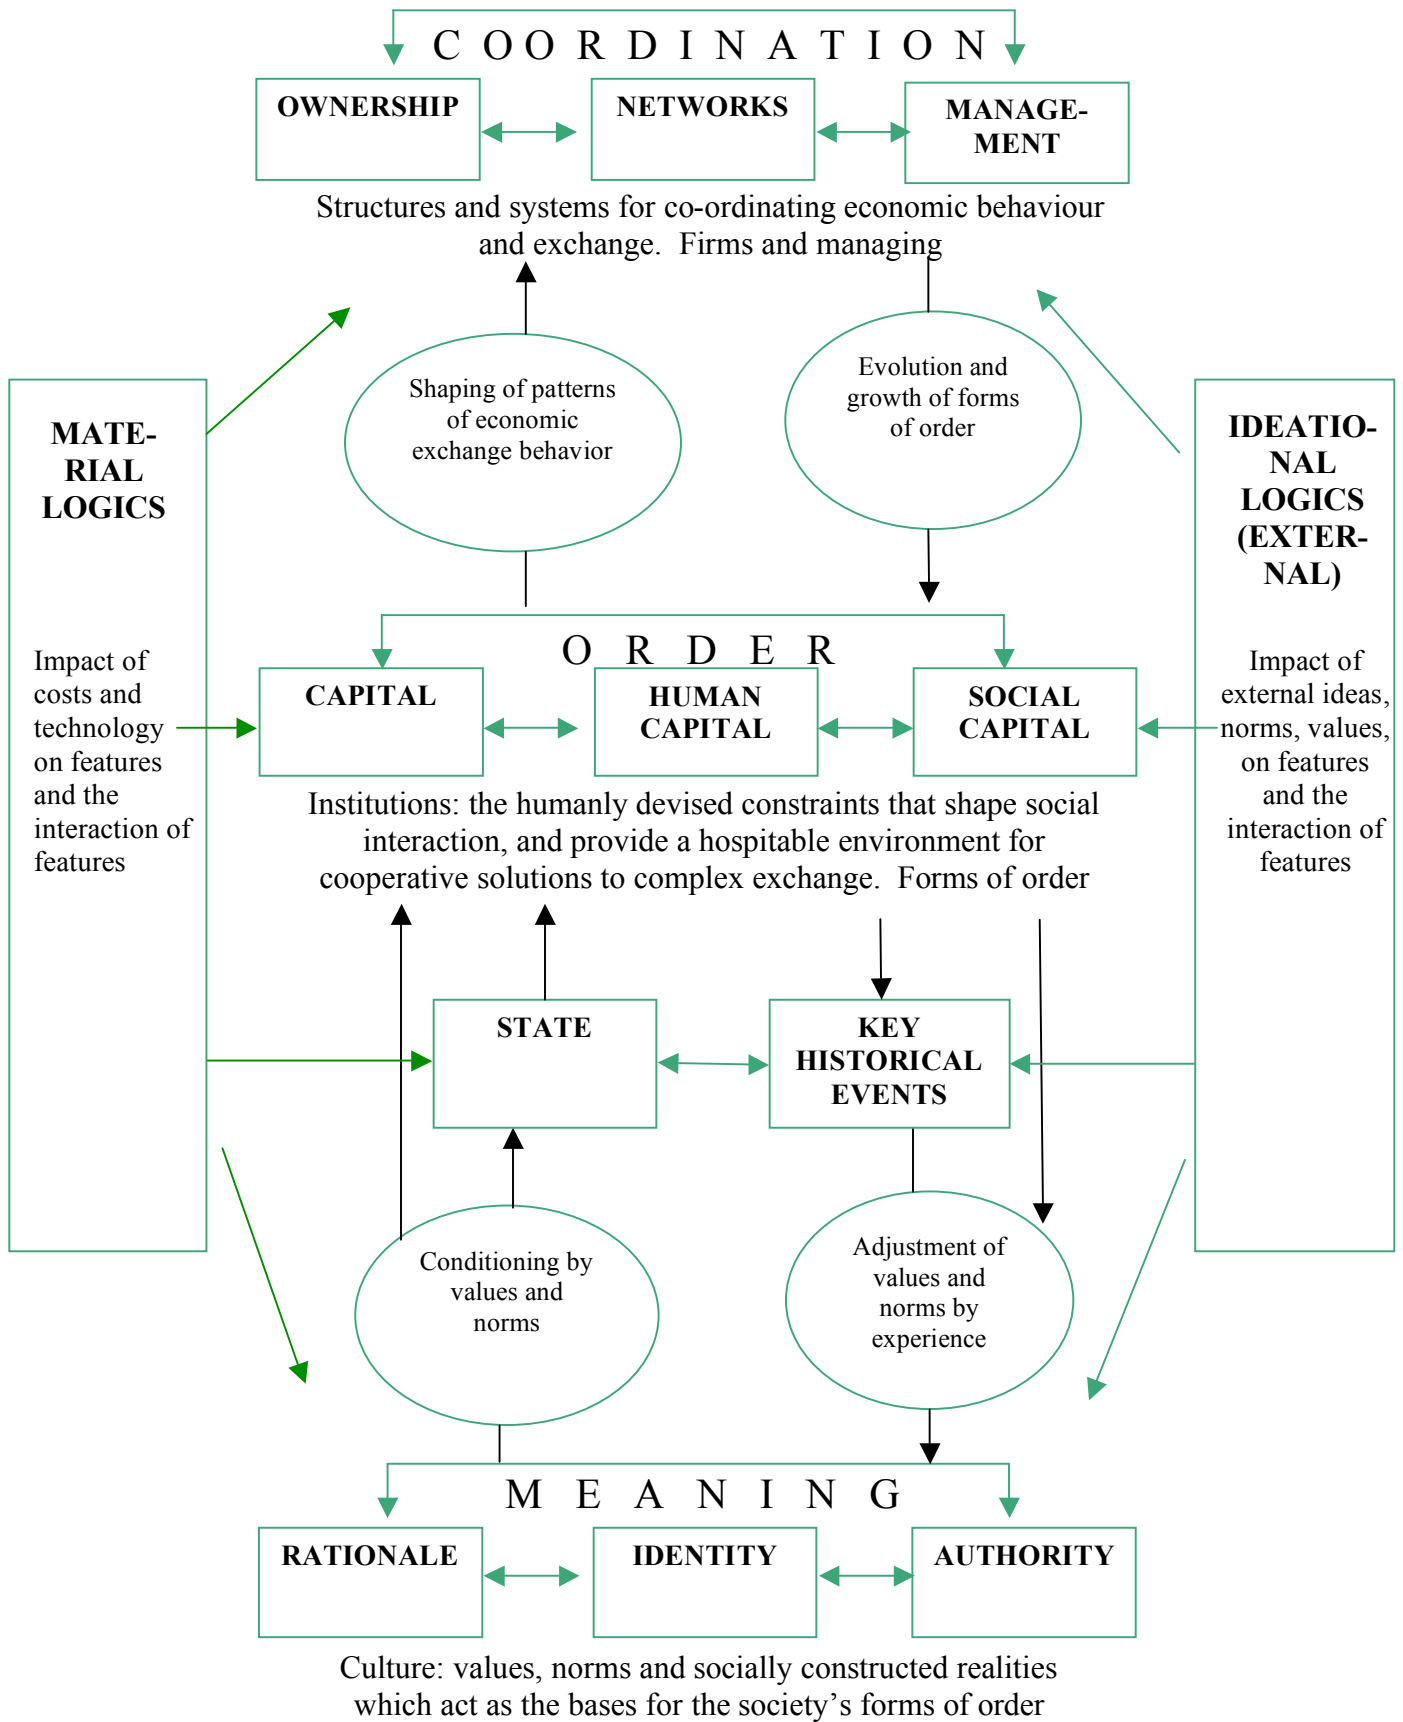 C O O R D I N A T I O N
OWNERSHIP
NETWORKS
MANAGE-
MENT
Structures and systems for co-ordinating economic behaviour
and exchange.  Firms and managing
Shaping of patterns
of economic
exchange behavior
Evolution and
growth of forms
of order
MATE-
RIAL
LOGICS
Impact of
costs and
technology
on features
and the
interaction of
features
IDEATIO-
NAL
LOGICS
(EXTER-
NAL)
Impact of
external ideas,
norms, values,
on features
and the
interaction of
features
O R D E R
CAPITAL
HUMAN
CAPITAL
SOCIAL
CAPITAL
Institutions: the humanly devised constraints that shape social
interaction, and provide a hospitable environment for
cooperative solutions to complex exchange.  Forms of order
STATE
KEY
HISTORICAL
EVENTS
Conditioning by
values and
norms
Adjustment of
values and
norms by
experience
M E A N I N G
RATIONALE
IDENTITY
AUTHORITY
Culture: values, norms and socially constructed realities
which act as the bases for the society’s forms of order